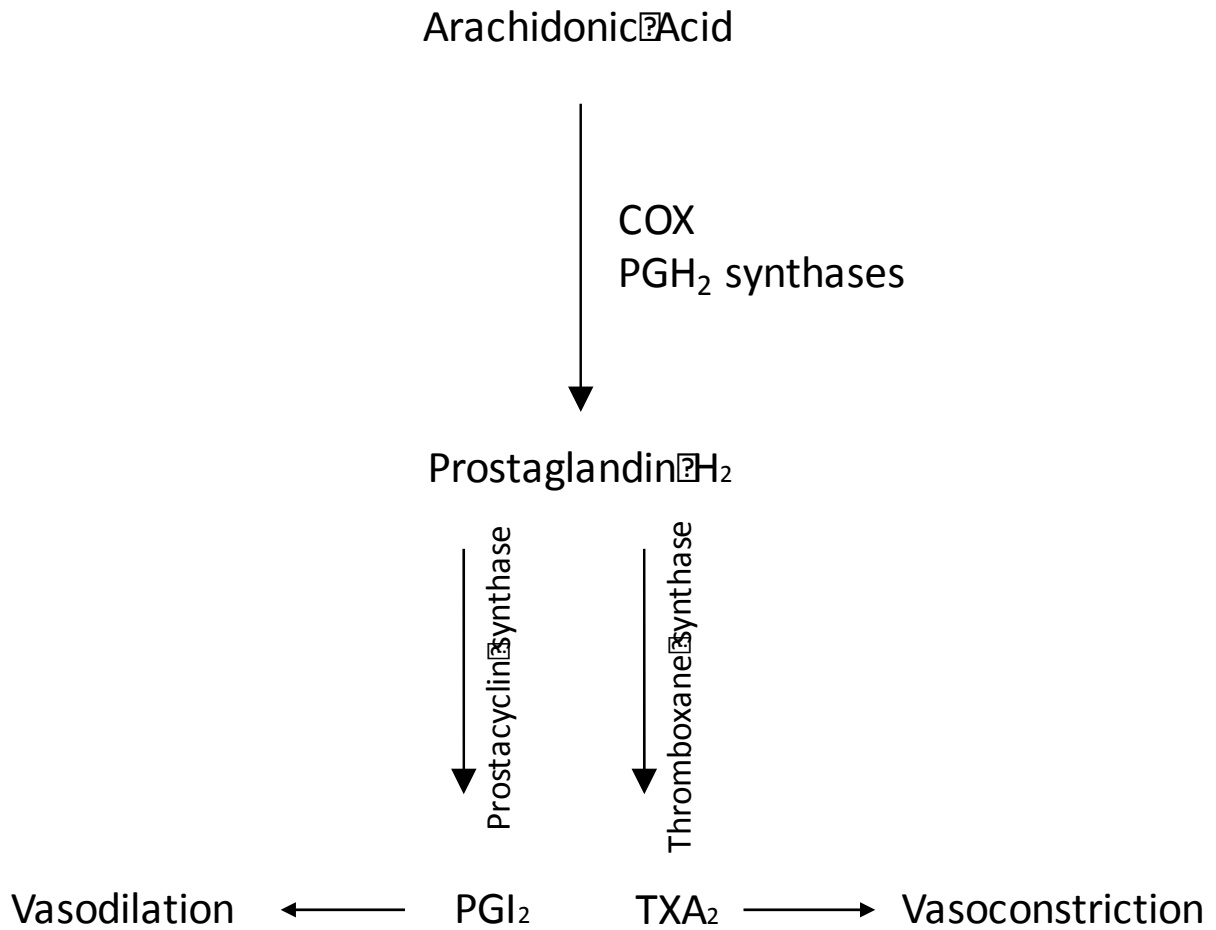 Arachidonic⍰Acid
COX
PGH₂ synthases
Prostaglandin⍰H₂
Prostacyclin⍰synthase
Thromboxane⍰synthase
Vasodilation
PGI₂
TXA₂
Vasoconstriction